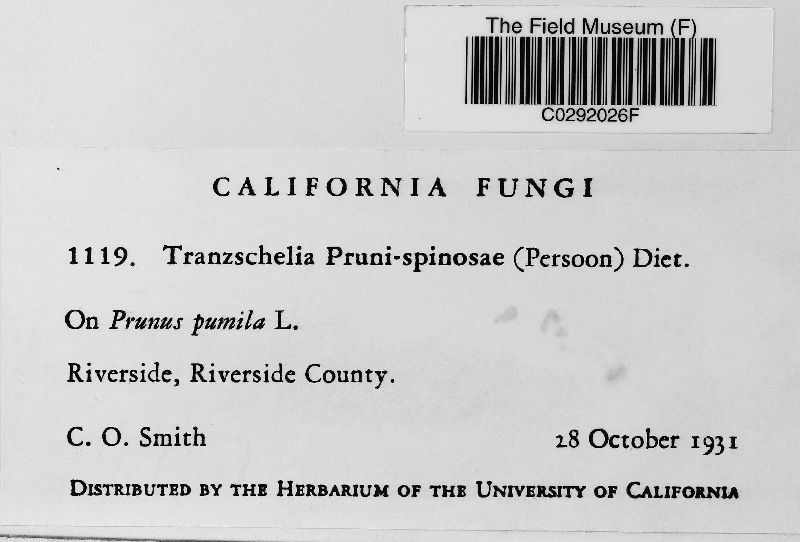 The Field Museum (F)
C0292026F
CALIFORNIA FUNGI
1119. Tranzschelia Pruni-spinosae (Persoon) Diet.
On Prunus pumila L.
Riverside, Riverside County.
C. O. Smith 28 October 1931
DISTRIBUTED BY THE HERBARIUM OF THE UNIVERSITY OF CALIFORNIA